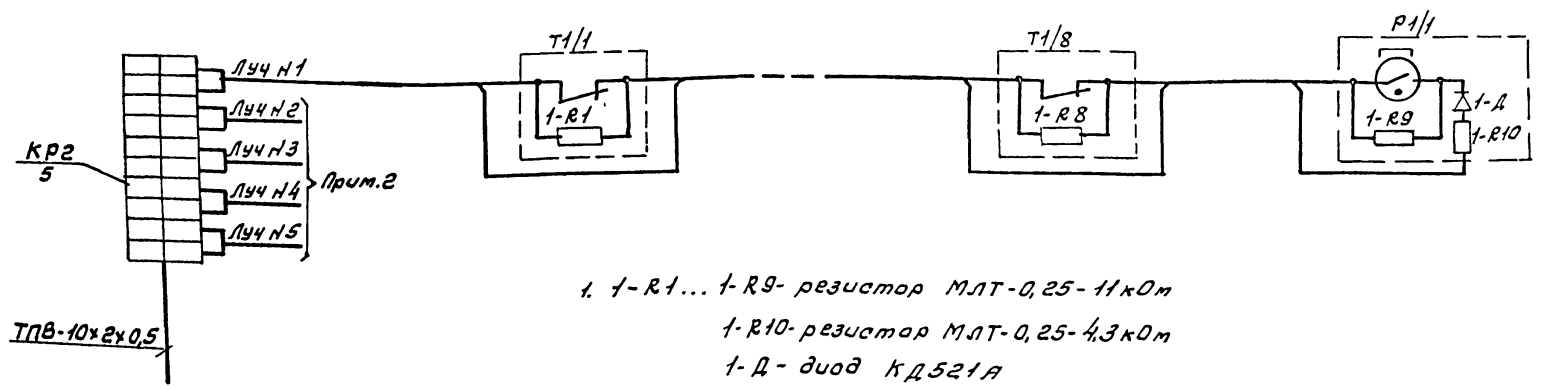 Т1/1
Т1/8
Р1/1
Луч N1
Луч N2
Луч N3
Луч N4
Луч N5
Прим.2
КР2
5
1-R1
1-R8
1-R9
1-Д
1-R10
ТПВ-10×2×0,5
1. 1-R1... 1-R9- резистор МЛТ-0,25-11кОм
1-R10-резистор МЛТ-0,25-4,3кОм
1-Д- диод КД521А